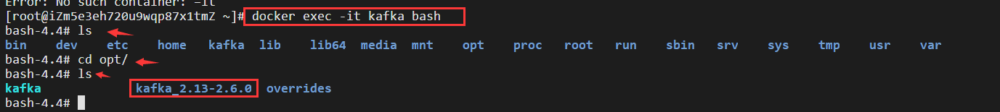 Error: No such container: -it
[root@iZm5e3eh720u9wqp87x1tmZ ~]# docker exec -it kafka bash
bash-4.4# ls
bin dev etc home kafka lib lib64 media mnt opt proc root run sbin srv sys tmp usr var
bash-4.4# cd opt/
bash-4.4# ls
kafka kafka_2.13-2.6.0 overrides
bash-4.4#